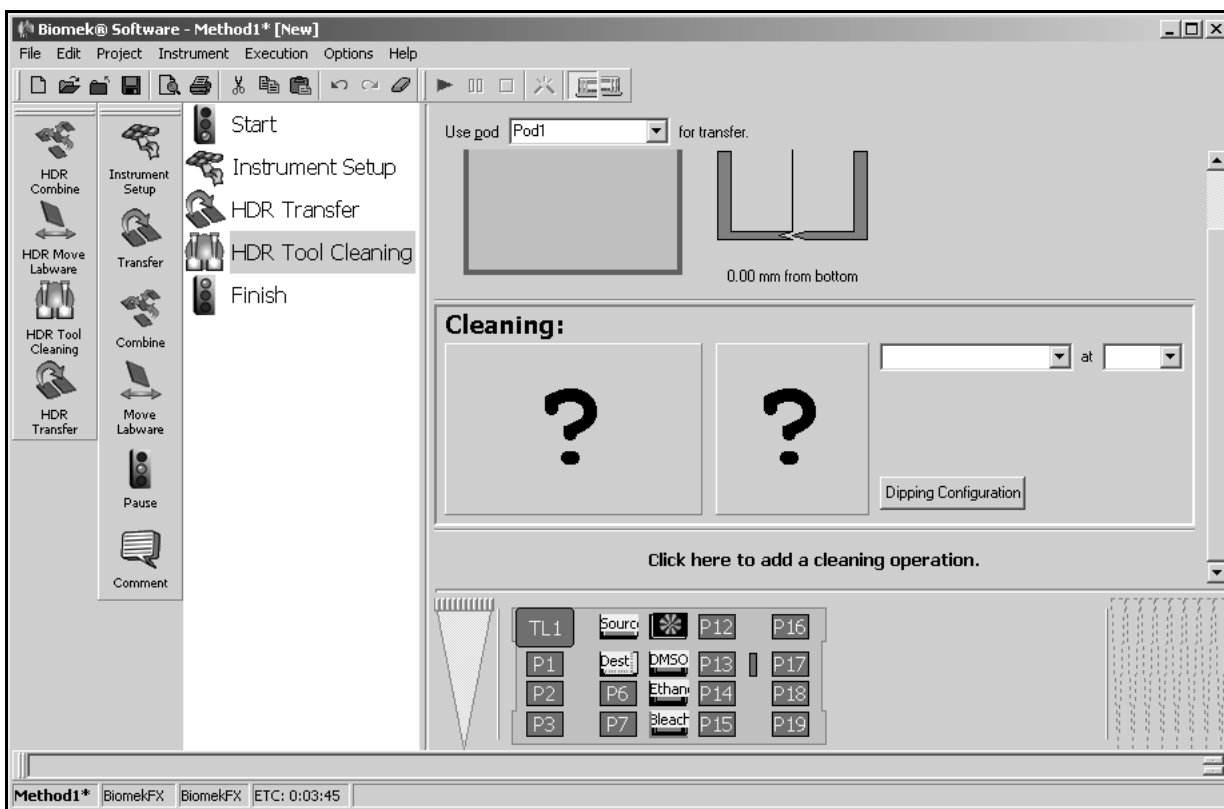 Biomek® Software - Method1* [New]
File Edit Project Instrument Execution Options Help
HDR
Combine
HDR Move
Labware
HDR Tool
Cleaning
HDR
Transfer
Instrument
Setup
Transfer
Combine
Move
Labware
Pause
Comment
Start
Instrument Setup
HDR Transfer
HDR Tool Cleaning
Finish
Use pod Pod1 for transfer.
0.00 mm from bottom
Cleaning:
? ?
at
Dipping Configuration
Click here to add a cleaning operation.
TL1 Sourc P12 P16
P1 Dest DMSO P13 P17
P2 P6 Ethan P14 P18
P3 P7 Bleach P15 P19
Method1* BiomekFX BiomekFX ETC: 0:03:45